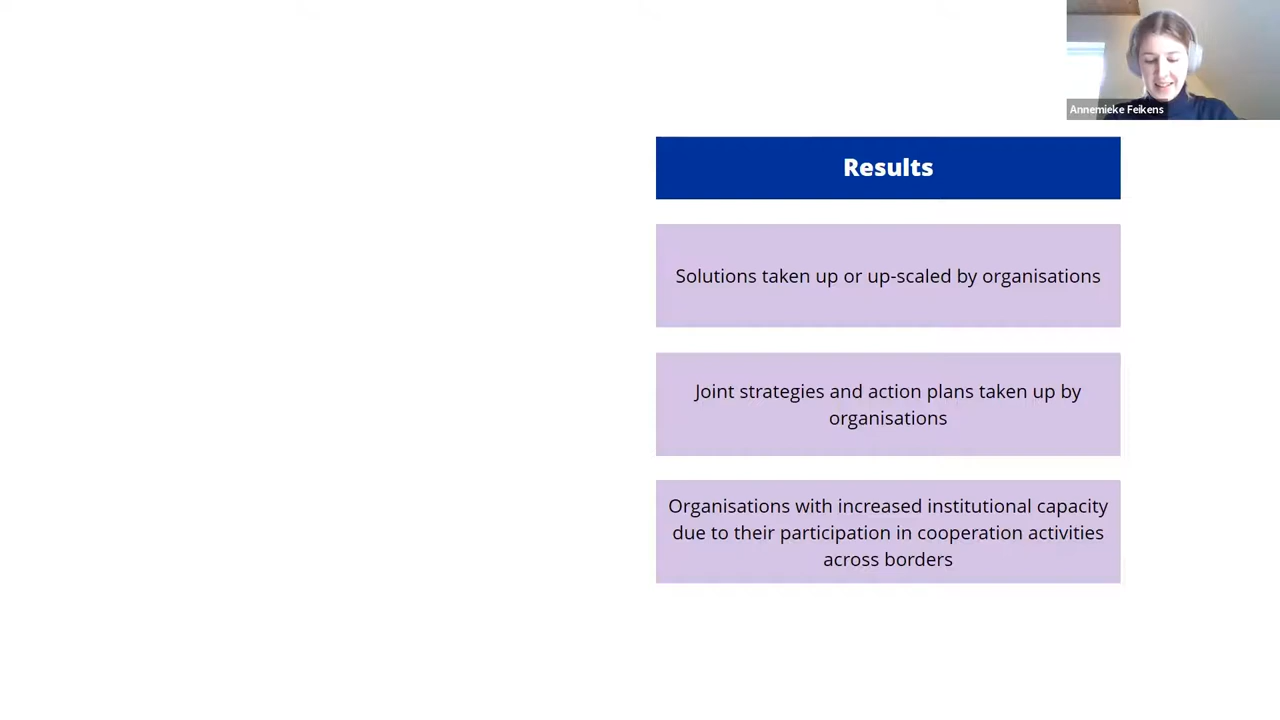 Annemieke Feikens
Results
Solutions taken up or up-scaled by organisations
Joint strategies and action plans taken up by
organisations
Organisations with increased institutional capacity
due to their participation in cooperation activities
across borders